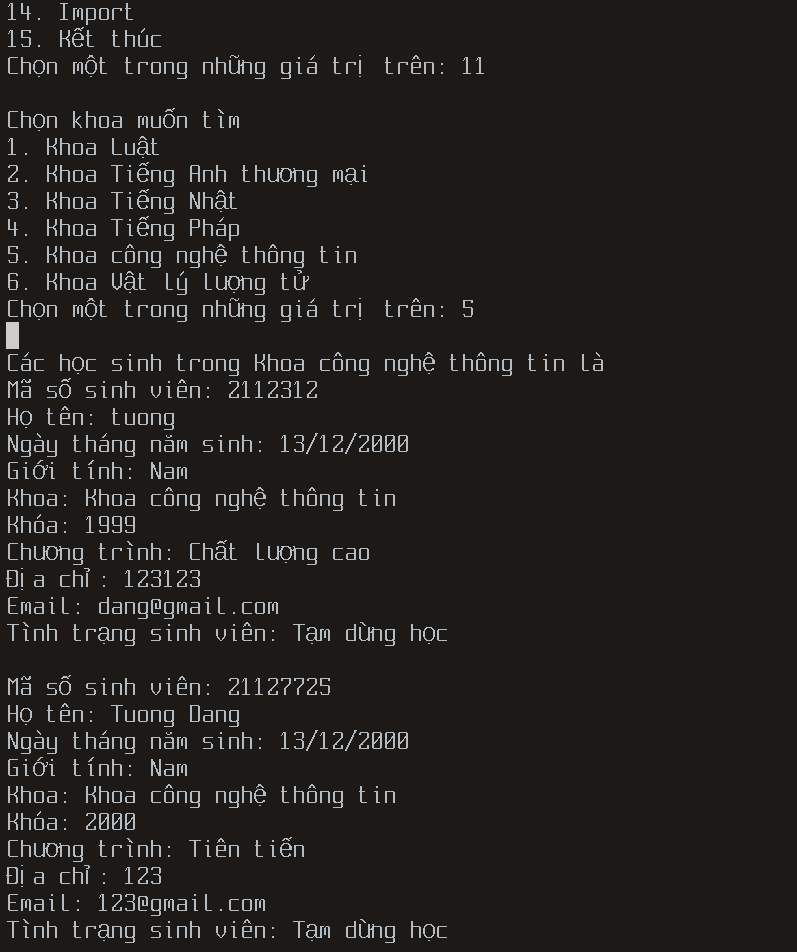 14. Import
15. Kết thúc
Chọn một trong những giá trị trên: 11
Chọn khoa muốn tìm
1. Khoa Luật
2. Khoa Tiếng Anh thương mại
3. Khoa Tiếng Nhật
4. Khoa Tiếng Pháp
5. Khoa công nghệ thông tin
6. Khoa Vật lý lượng tử
Chọn một trong những giá trị trên: 5
Các học sinh trong Khoa công nghệ thông tin là
Mã số sinh viên: 2112312
Họ tên: tuong
Ngày tháng năm sinh: 13/12/2000
Giới tính: Nam
Khoa: Khoa công nghệ thông tin
Khóa: 1999
Chương trình: Chất lượng cao
Địa chỉ: 123123
Email: dang@gmail.com
Tình trạng sinh viên: Tạm dừng học
Mã số sinh viên: 21127725
Họ tên: Tuong Dang
Ngày tháng năm sinh: 13/12/2000
Giới tính: Nam
Khoa: Khoa công nghệ thông tin
Khóa: 2000
Chương trình: Tiên tiến
Địa chỉ: 123
Email: 123@gmail.com
Tình trạng sinh viên: Tạm dừng học